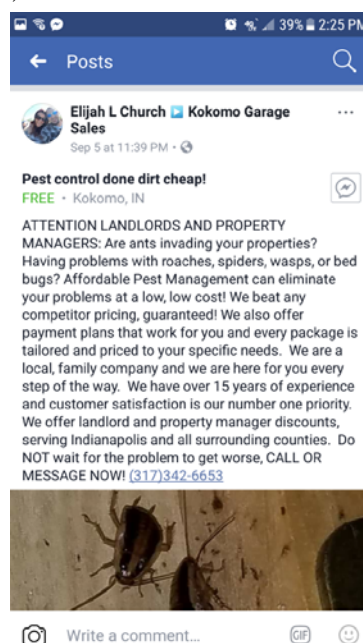 39% 2:25 PM
Posts
Elijah L Church ▶ Kokomo Garage
Sales
Sep 5 at 11:39 PM •
Pest control done dirt cheap!
FREE • Kokomo, IN
ATTENTION LANDLORDS AND PROPERTY
MANAGERS: Are ants invading your properties?
Having problems with roaches, spiders, wasps, or bed
bugs? Affordable Pest Management can eliminate
your problems at a low, low cost! We beat any
competitor pricing, guaranteed! We also offer
payment plans that work for you and every package is
tailored and priced to your specific needs.  We are a
local, family company and we are here for you every
step of the way.  We have over 15 years of experience
and customer satisfaction is our number one priority.
We offer landlord and property manager discounts,
serving Indianapolis and all surrounding counties.  Do
NOT wait for the problem to get worse, CALL OR
MESSAGE NOW! (317)342-6653
Write a comment...
GIF